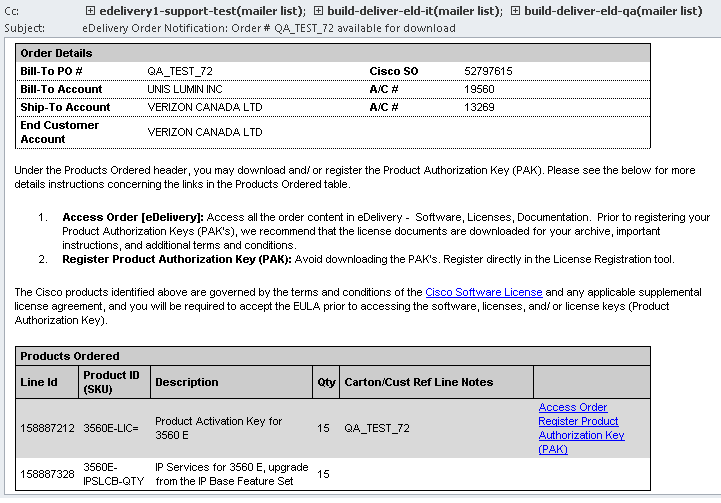 Cc: edelivery1-support-test(mailer list); build-deliver-eld-it(mailer list); build-deliver-eld-qa(mailer list)
Subject: eDelivery Order Notification: Order # QA_TEST_72 available for download
Order Details
Bill-To PO # QA_TEST_72 Cisco SO 52797615
Bill-To Account UNIS LUMIN INC A/C # 19560
Ship-To Account VERIZON CANADA LTD A/C # 13269
End Customer
Account VERIZON CANADA LTD
Under the Products Ordered header, you may download and/ or register the Product Authorization Key (PAK). Please see the below for more
details instructions concerning the links in the Products Ordered table.
1. Access Order [eDelivery]: Access all the order content in eDelivery - Software, Licenses, Documentation. Prior to registering your
Product Authorization Keys (PAK's), we recommend that the license documents are downloaded for your archive, important
instructions, and additional terms and conditions.
2. Register Product Authorization Key (PAK): Avoid downloading the PAK's. Register directly in the License Registration tool.
The Cisco products identified above are governed by the terms and conditions of the Cisco Software License and any applicable supplemental
license agreement, and you will be required to accept the EULA prior to accessing the software, licenses, and/ or license keys (Product
Authorization Key).
Products Ordered
Line Id Product ID
(SKU) Description Qty Carton/Cust Ref Line Notes
158887212 3560E-LIC= Product Activation Key for
3560 E 15 QA_TEST_72 Access Order
Register Product
Authorization Key
(PAK)
158887328 3560E-
IPSLCB-QTY IP Services for 3560 E, upgrade
from the IP Base Feature Set 15